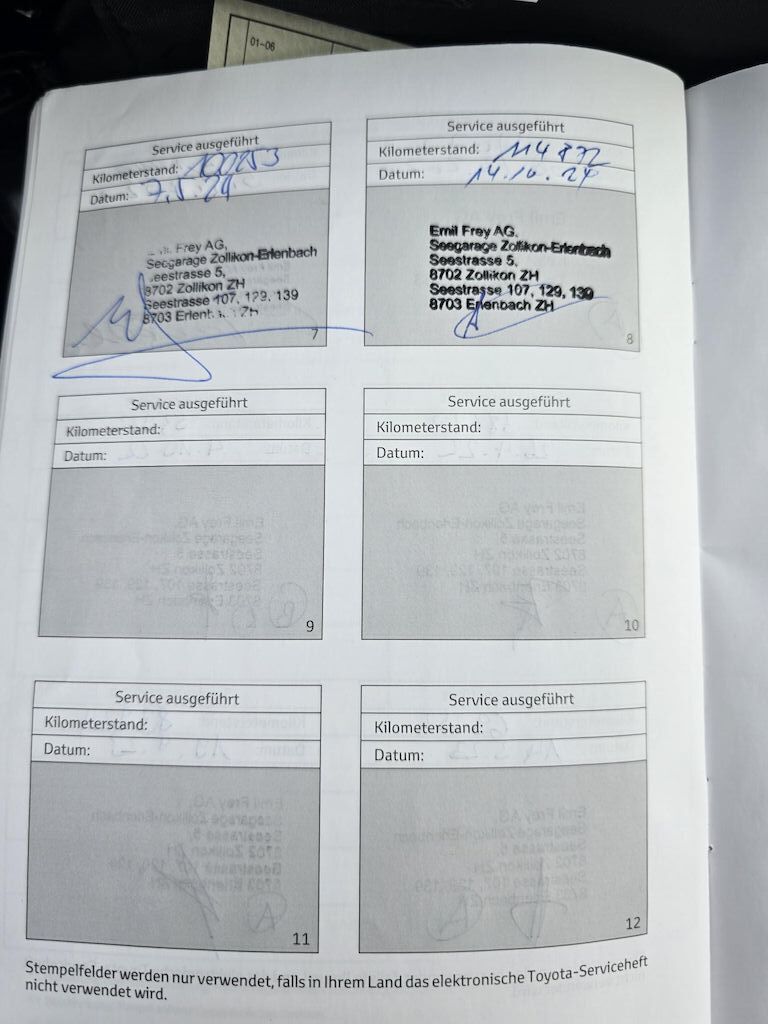 01-06
Service ausgeführt
Kilometerstand: 100253
Datum: 7.5.24
Frey AG,
Seegarage Zollikon-Erlenbach
Seestrasse 5,
8702 Zollikon ZH
Seestrasse 107, 129, 139
8703 Erlenb
7
Service ausgeführt
Kilometerstand: 114872
Datum: 14.10.24
Emil Frey AG.
Seegarage Zollikon-Erlenbach
Seestrasse 5,
8702 Zollikon ZH
Seestrasse 107, 129, 139
8703 Erlenbach ZH
8
Service ausgeführt
Kilometerstand:
Datum:
9
Service ausgeführt
Kilometerstand:
Datum:
10
Service ausgeführt
Kilometerstand:
Datum:
11
Service ausgeführt
Kilometerstand:
Datum:
12
Stempelfelder werden nur verwendet, falls in Ihrem Land das elektronische Toyota-Serviceheft
nicht verwendet wird.